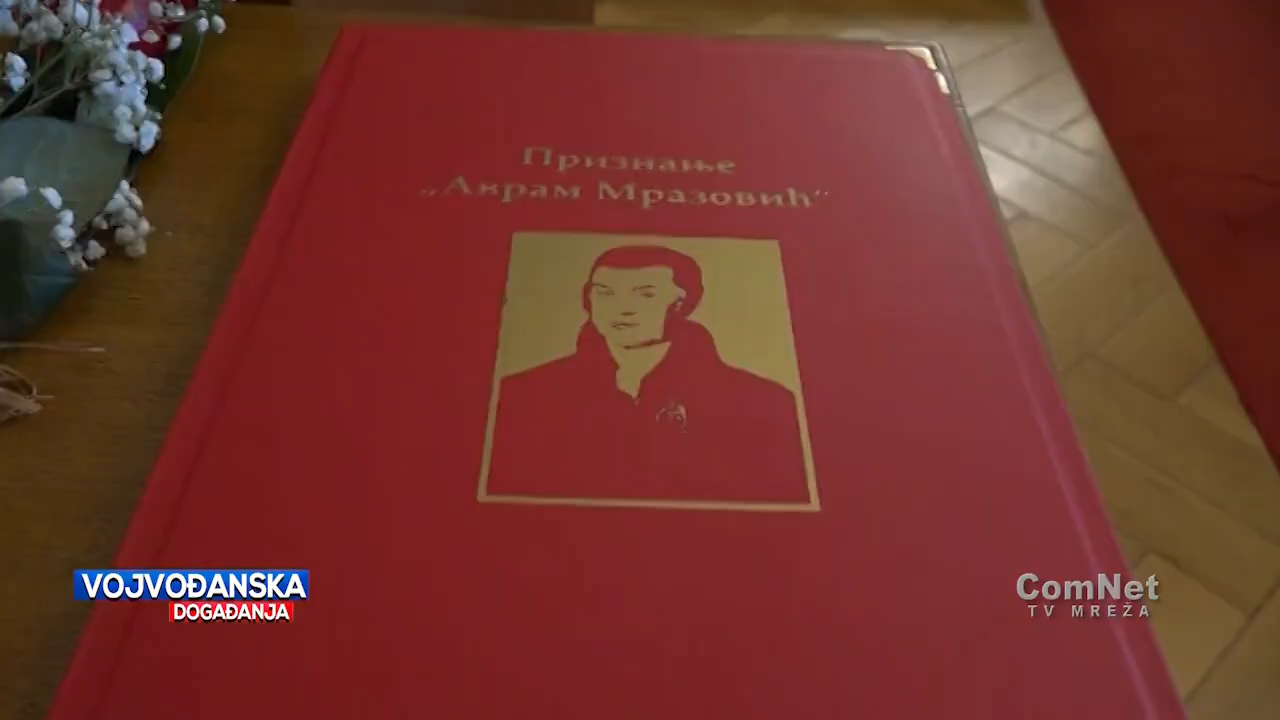 Признање
„Аврам Мразовић“
VOJVOĐANSKA
DOGAĐANJA
ComNet
TV MREŽA